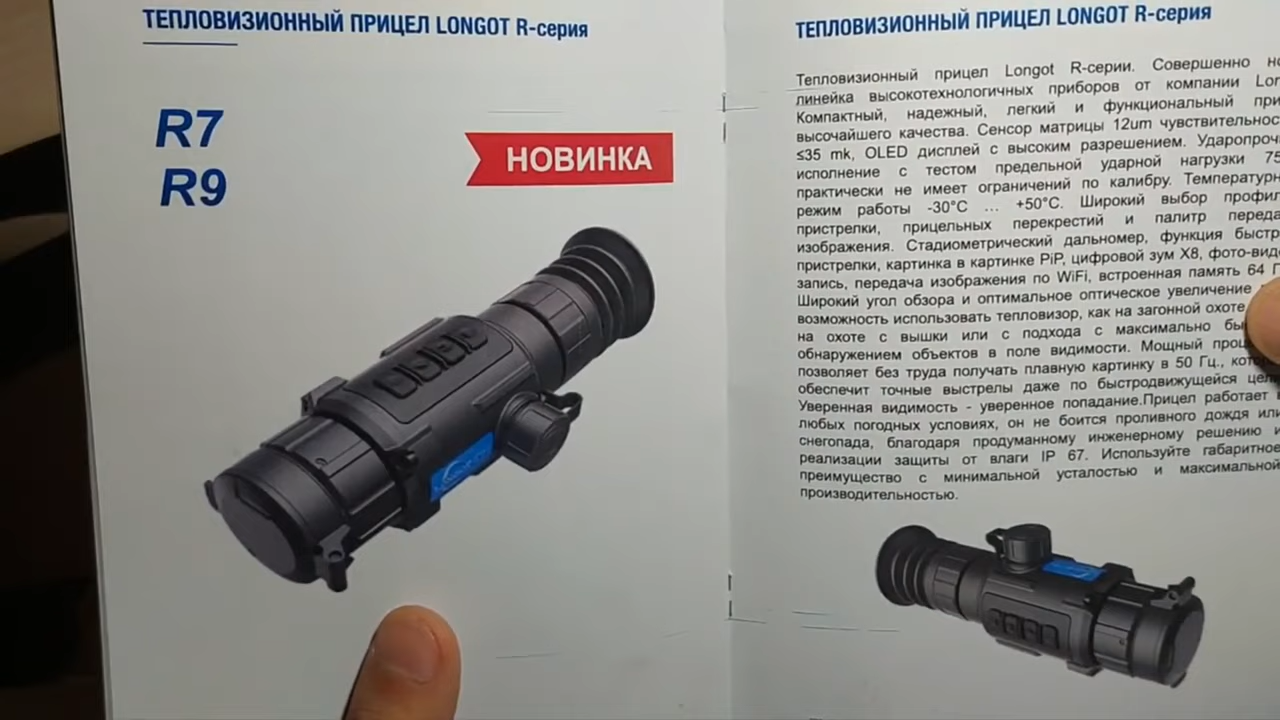 ТЕПЛОВИЗИОННЫЙ ПРИЦЕЛ LONGOT R-серия
R7
R9
НОВИНКА
ТЕПЛОВИЗИОННЫЙ ПРИЦЕЛ LONGOT R-серия
Тепловизионный прицел Longot R-серии. Совершенно
линейка высокотехнологичных приборов от компании
Компактный, надежный, легкий и функциональный
высочайшего качества. Сенсор матрицы 12um
≤35 mk, OLED дисплей с высоким разрешением.
исполнение с тестом предельной ударной нагрузки
практически не имеет ограничений по калибру.
режим работы -30°C ... +50°C. Широкий выбор
пристрелки, прицельных перекрестий и палитр
изображения. Стадиометрический дальномер, функция
пристрелки, картинка в картинке PiP, цифровой зум X8,
запись, передача изображения по WiFi, встроенная память 64
Широкий угол обзора и оптимальное оптическое увеличение
возможность использовать тепловизор, как на загонной охоте
на охоте с вышки или с подхода с максимально
обнаружением объектов в поле видимости. Мощный
позволяет без труда получать плавную картинку в 50 Гц.,
обеспечит точные выстрелы даже по быстродвижущейся
Уверенная видимость - уверенное попадание.Прицел работает
любых погодных условиях, он не боится проливного дождя или
снегопада, благодаря продуманному инженерному решению и
реализации защиты от влаги IP 67. Используйте габаритное
преимущество с минимальной усталостью и максимальной
производительностью.